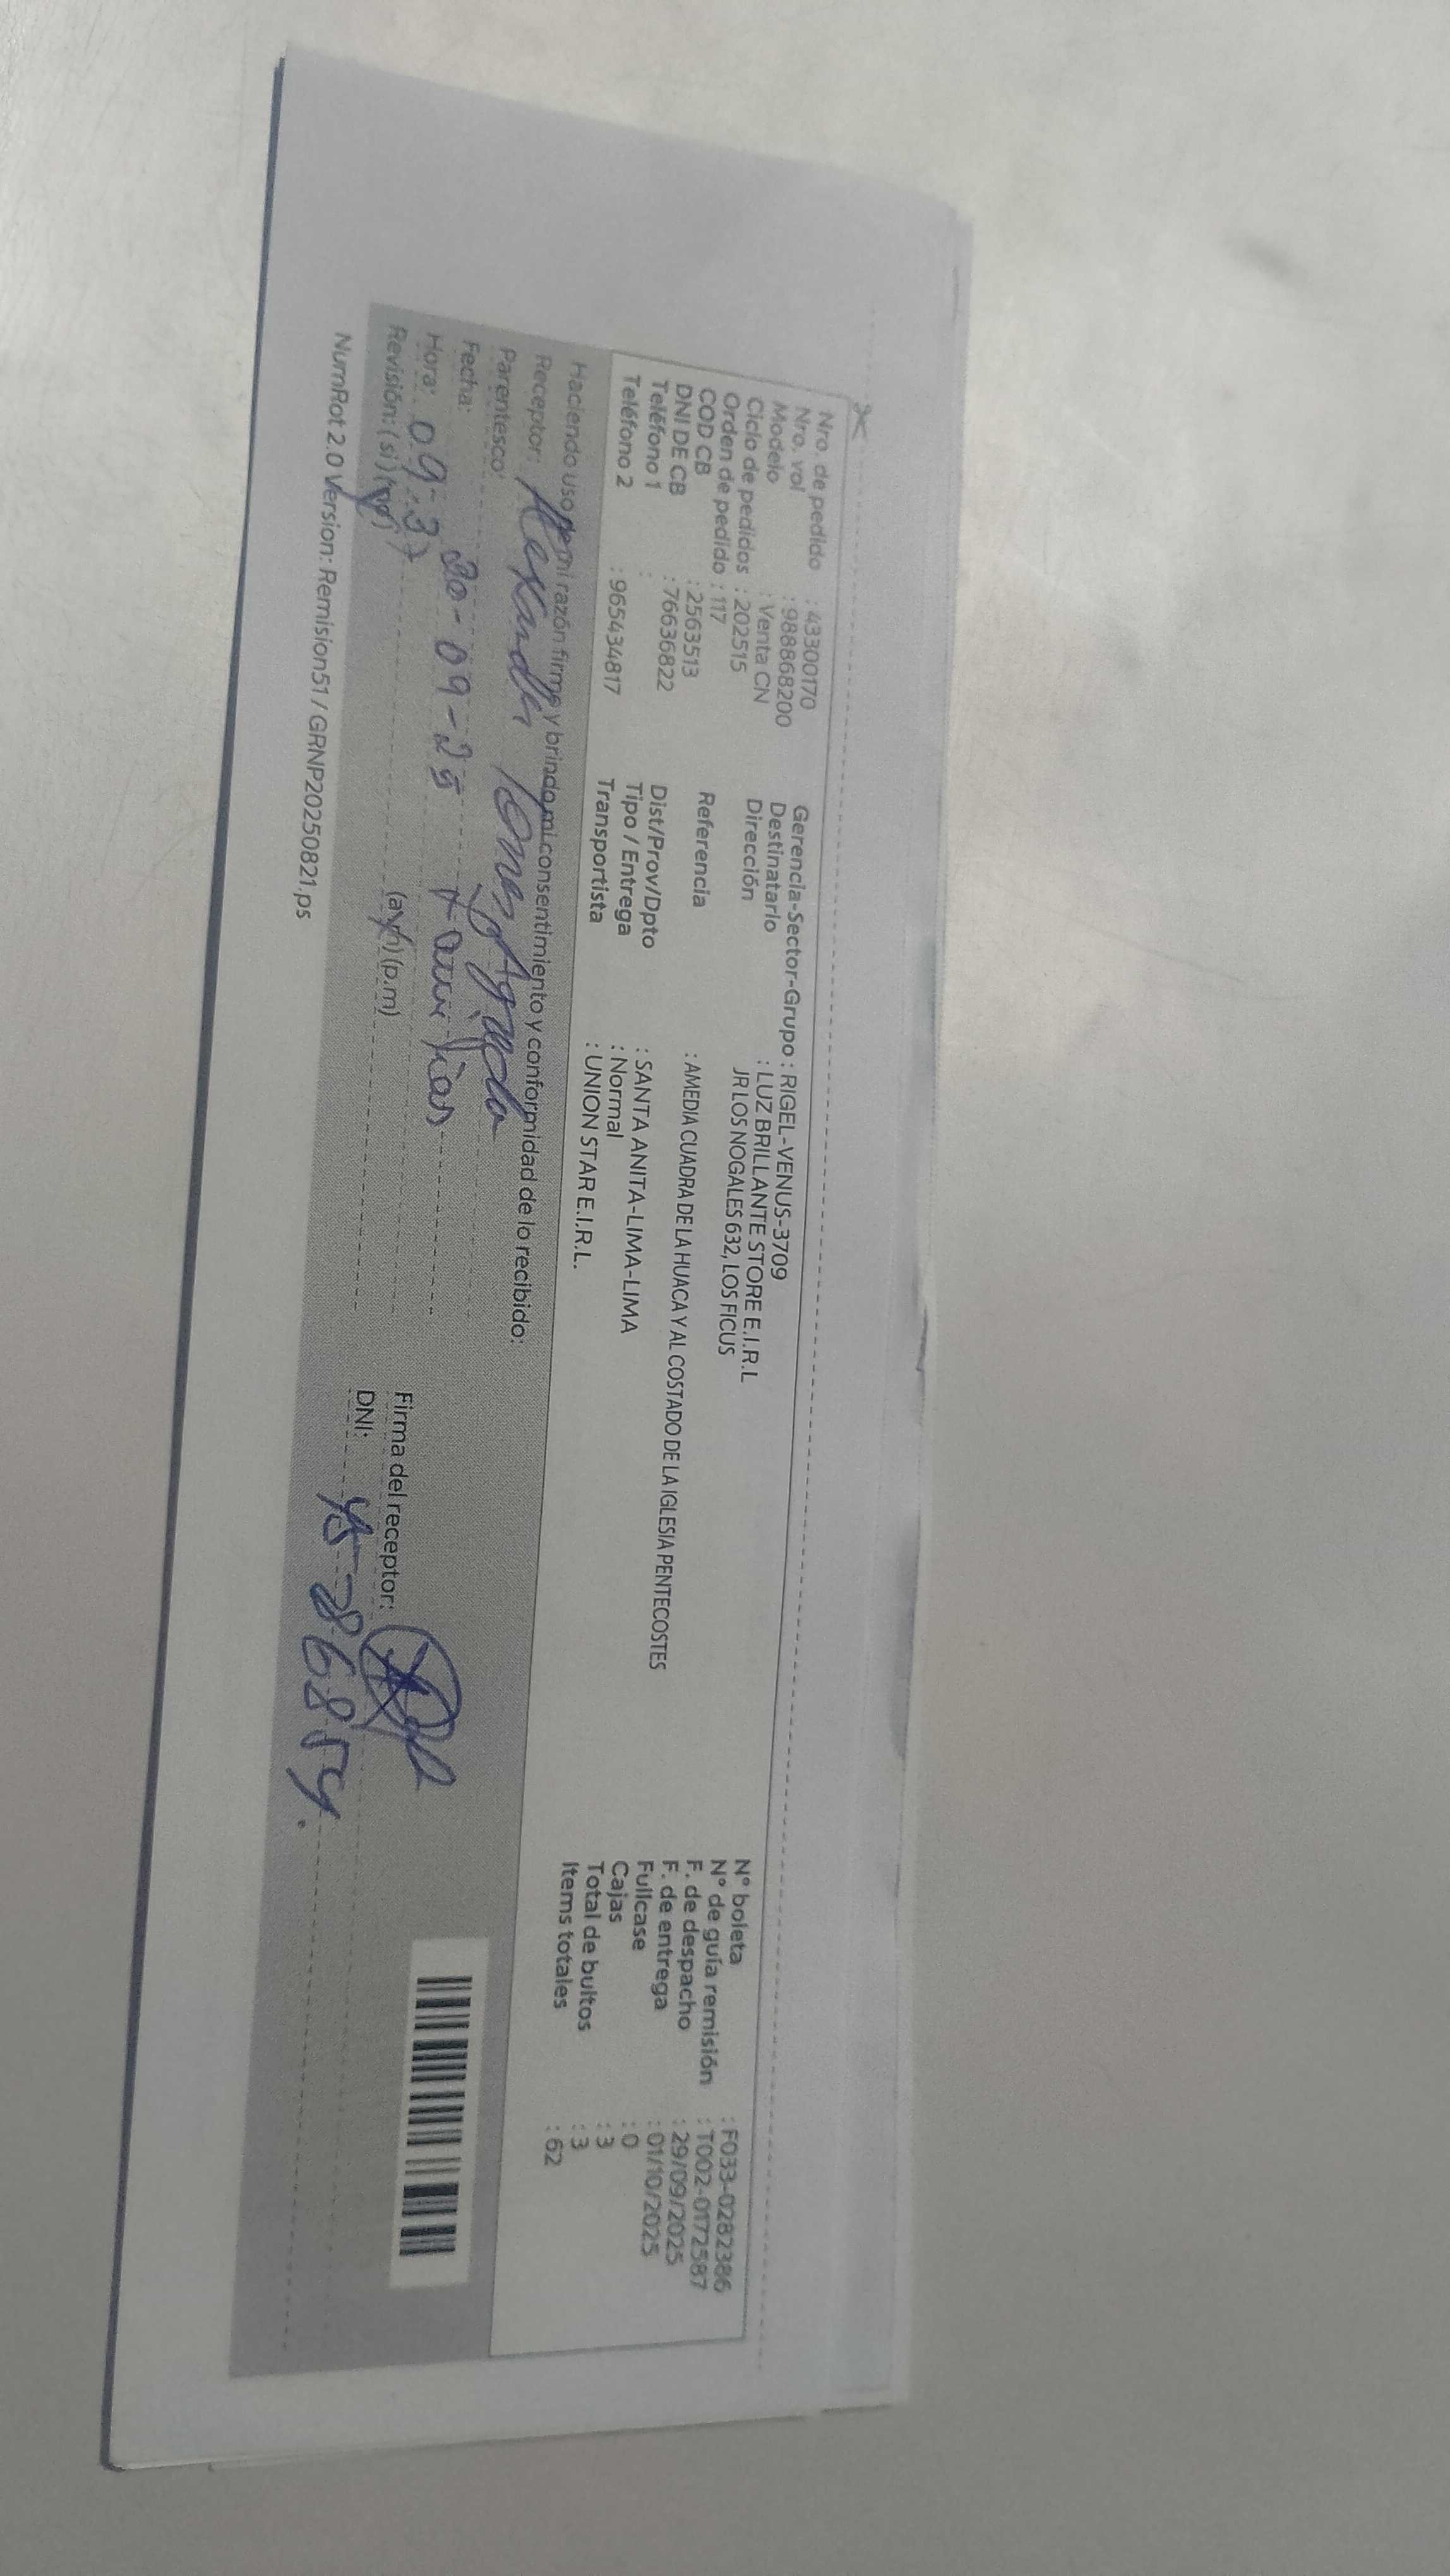 Nro. de pedido : 43300170
Nro. vol : 988868200
Modelo : Venta CN
Ciclo de pedidos : 202515
Orden de pedido : 117
COD CB : 2563513
DNI DE CB : 76636822
Teléfono 1 :
Teléfono 2 : 965434817
Gerencia-Sector-Grupo : RIGEL-VENUS-3709
Destinatario : LUZ BRILLANTE STORE E.I.R.L
Dirección JR LOS NOGALES 632, LOS FICUS
Referencia : AMEDIA CUADRA DE LA HUACA Y AL COSTADO DE LA IGLESIA PENTECOSTES
Dist/Prov/Dpto : SANTA ANITA-LIMA-LIMA
Tipo / Entrega : Normal
Transportista : UNION STAR E.I.R.L.
N° boleta : F033-0282386
N° de guía remisión : T002-0172587
F. de despacho : 29/09/2025
F. de entrega : 01/10/2025
Fullcase : 0
Cajas : 3
Total de bultos : 3
Items totales : 62
Haciendo uso de mi razón firmo y brindo mi consentimiento y conformidad de lo recibido:
Receptor:
Parentesco:
Fecha: 30-09-25
Hora: 09-37 (a.m) (p.m)
Revisión: (si) (no)
Firma del receptor:
DNI:
NumRot 2.0 Version: Remision51 / GRNP20250821.ps